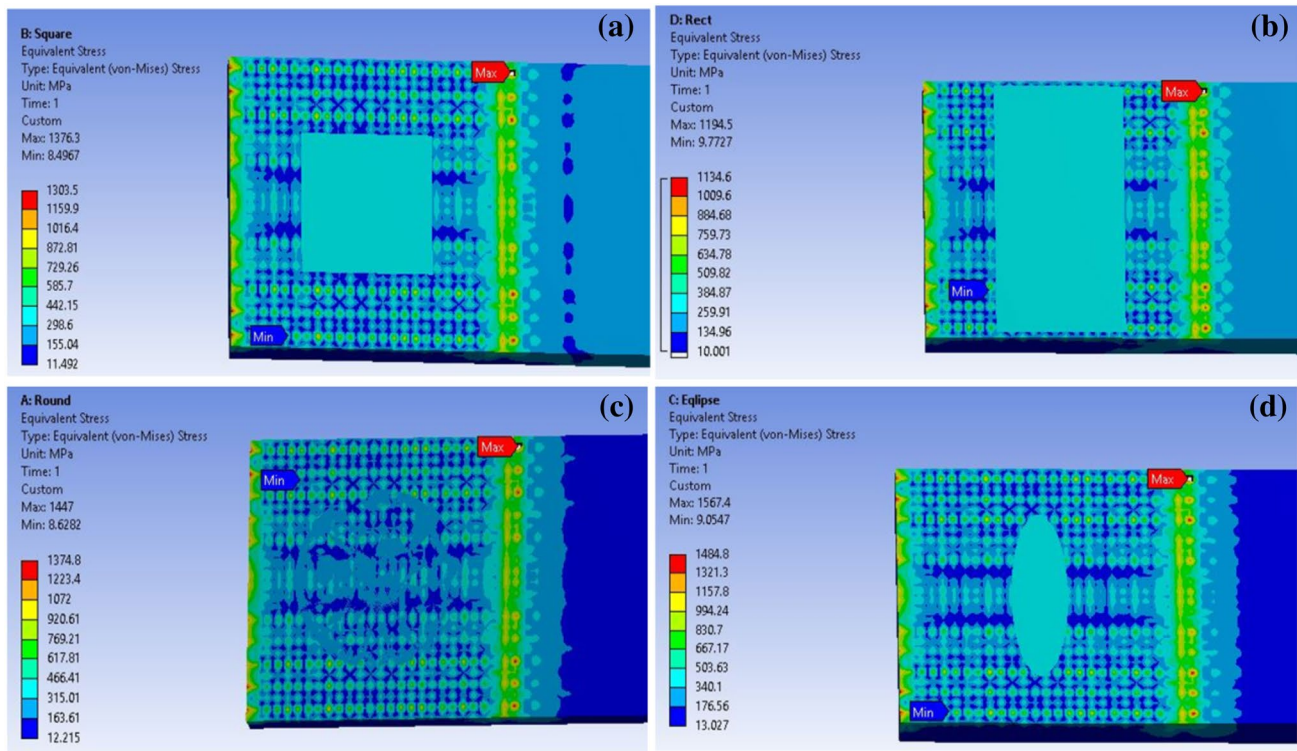 (a)
B: Square
Equivalent Stress
Type: Equivalent (von-Mises) Stress
Unit: MPa
Time: 1
Custom
Max: 1376.3
Min: 8.4967
1303.5
1159.9
1016.4
872.81
729.26
585.7
442.15
298.6
155.04
11.492
Max
Min
(b)
D: Rect
Equivalent Stress
Type: Equivalent (von-Mises) Stress
Unit: MPa
Time: 1
Custom
Max: 1194.5
Min: 9.7727
1134.6
1009.6
884.68
759.73
634.78
509.82
384.87
259.91
134.96
10.001
Max
Min
(c)
A: Round
Equivalent Stress
Type: Equivalent (von-Mises) Stress
Unit: MPa
Time: 1
Custom
Max: 1447
Min: 8.6282
1374.8
1223.4
1072
920.61
769.21
617.81
466.41
315.01
163.61
12.215
Max
Min
(d)
C: Eqlipse
Equivalent Stress
Type: Equivalent (von-Mises) Stress
Unit: MPa
Time: 1
Custom
Max: 1567.4
Min: 9.0547
1484.8
1321.3
1157.8
994.24
830.7
667.17
503.63
340.1
176.56
13.027
Max
Min